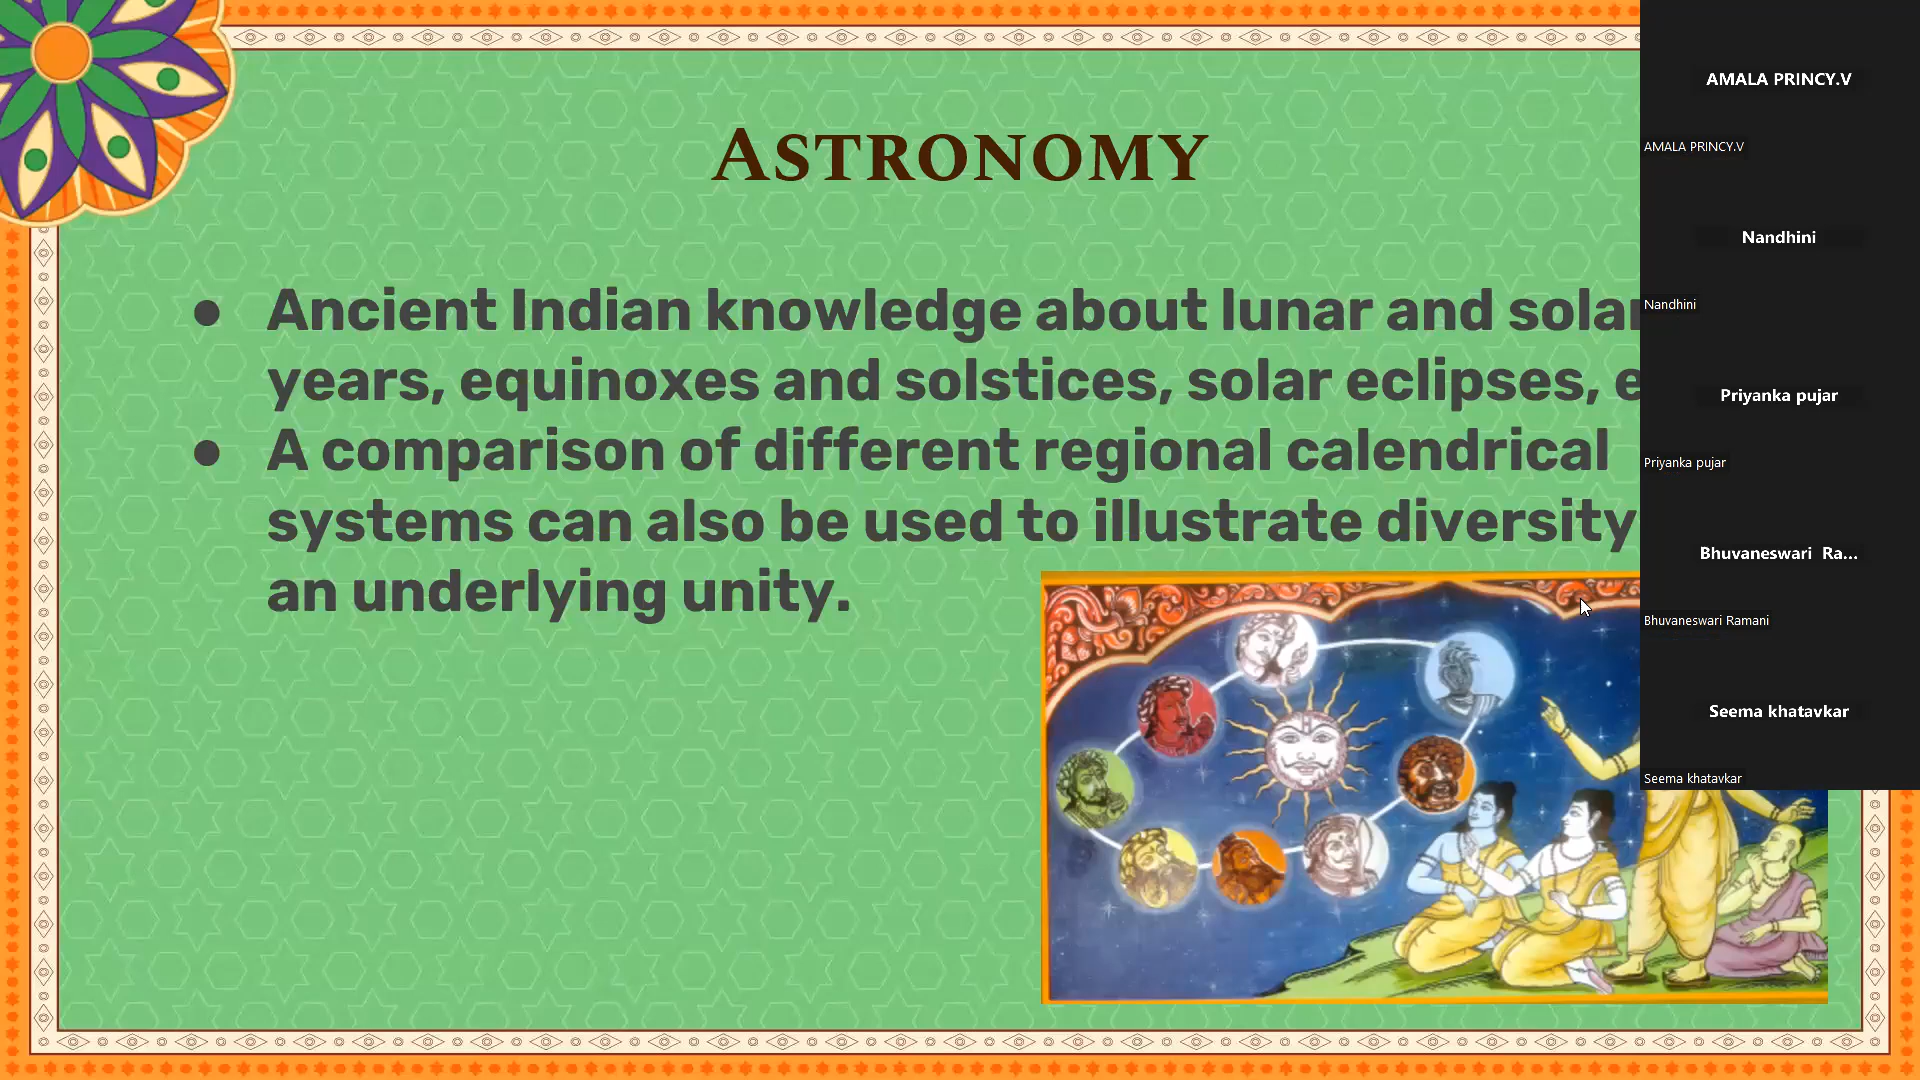 ASTRONOMY
● Ancient Indian knowledge about lunar and solar
years, equinoxes and solstices, solar eclipses,
● A comparison of different regional calendrical
systems can also be used to illustrate diversity
an underlying unity.
AMALA PRINCY.V
AMALA PRINCY.V
Nandhini
Nandhini
Priyanka pujar
Priyanka pujar
Bhuvaneswari Ra...
Bhuvaneswari Ramani
Seema khatavkar
Seema khatavkar